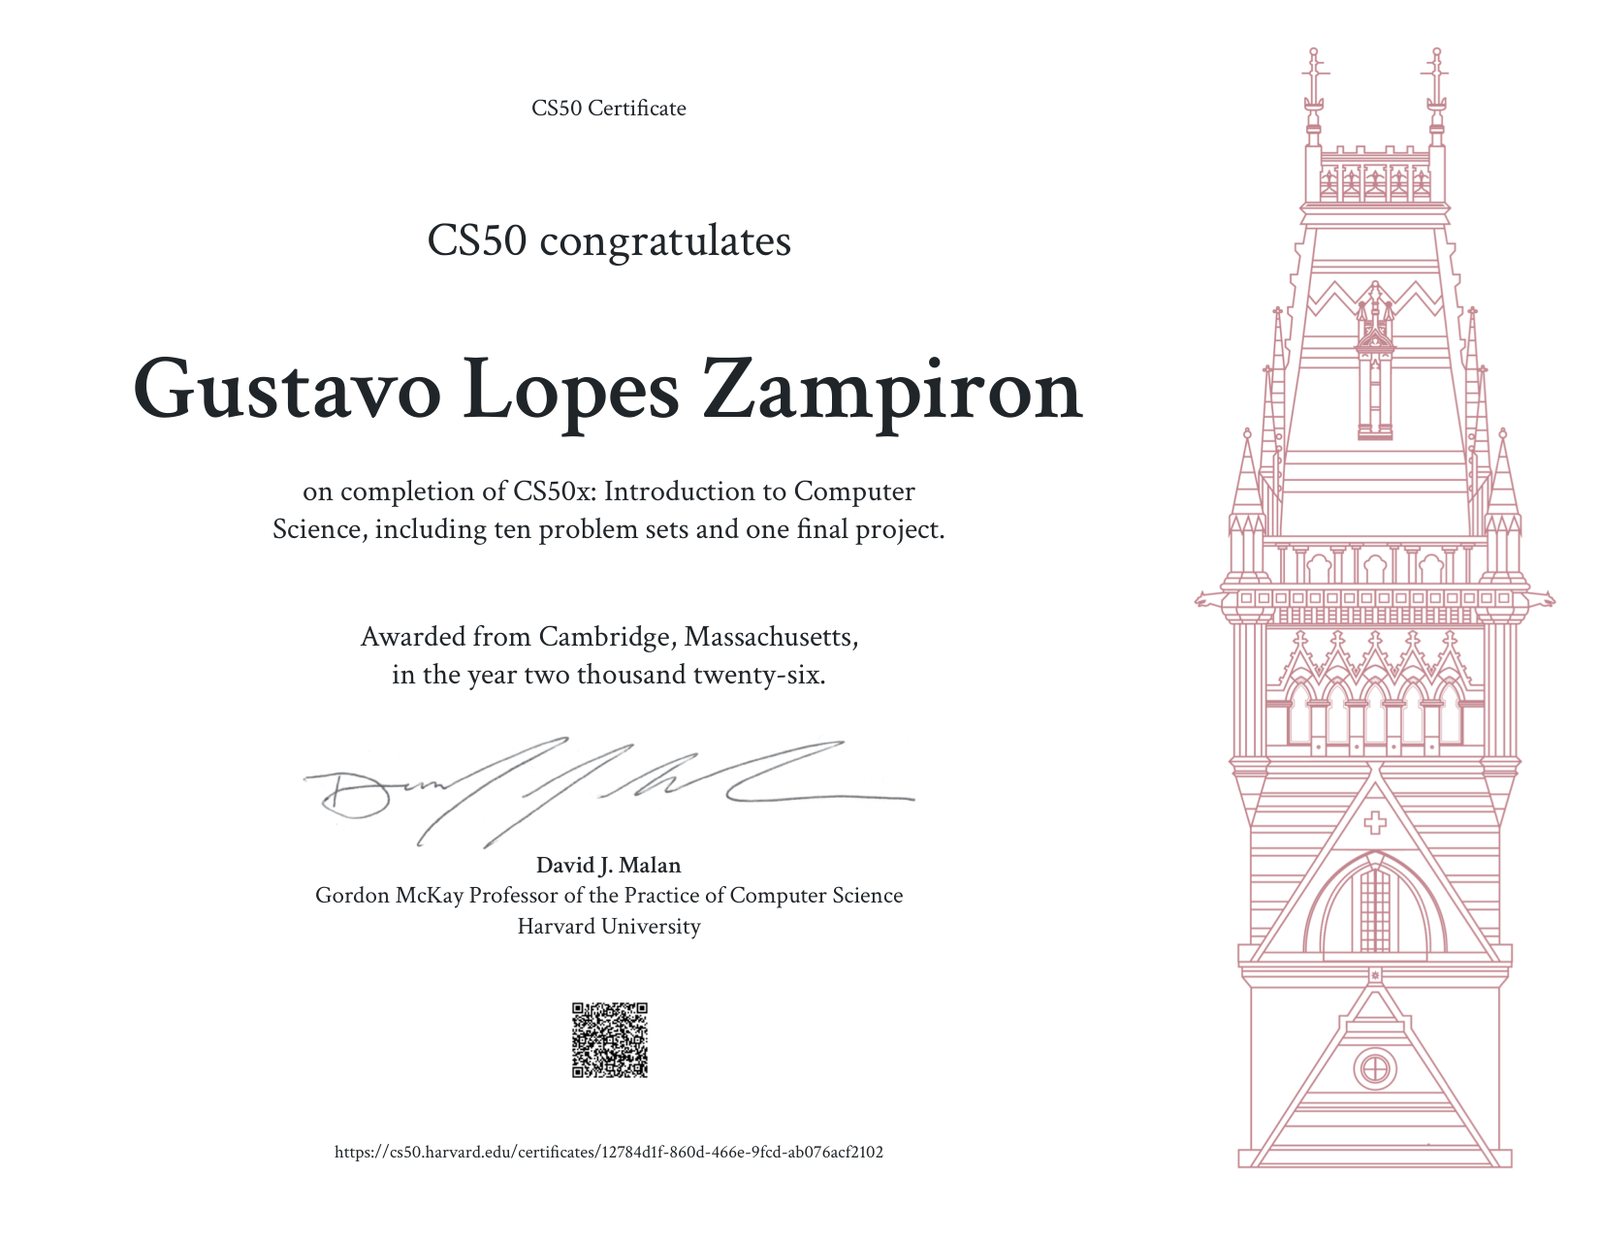 CS50 Certificate
CS50 congratulates
Gustavo Lopes Zampiron
on completion of CS50x: Introduction to Computer
Science, including ten problem sets and one final project.
Awarded from Cambridge, Massachusetts,
in the year two thousand twenty-six.
David J. Malan
Gordon McKay Professor of the Practice of Computer Science
Harvard University
https://cs50.harvard.edu/certificates/12784d1f-860d-466e-9fcd-ab076acf2102